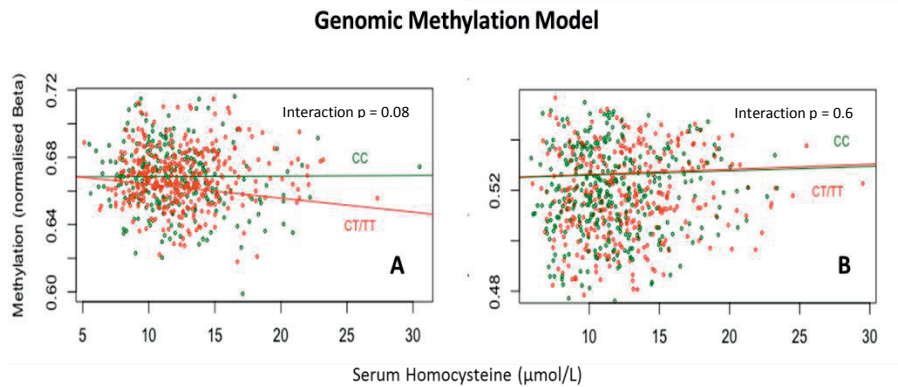 Genomic Methylation Model
Methylation (normalised Beta)
0.72
0.68
0.64
0.60
Interaction p = 0.08
CC
CT/TT
A
5 10 15 20 25 30
0.52
0.48
Interaction p = 0.6
CC
CT/TT
B
10 15 20 25 30
Serum Homocysteine (μmol/L)